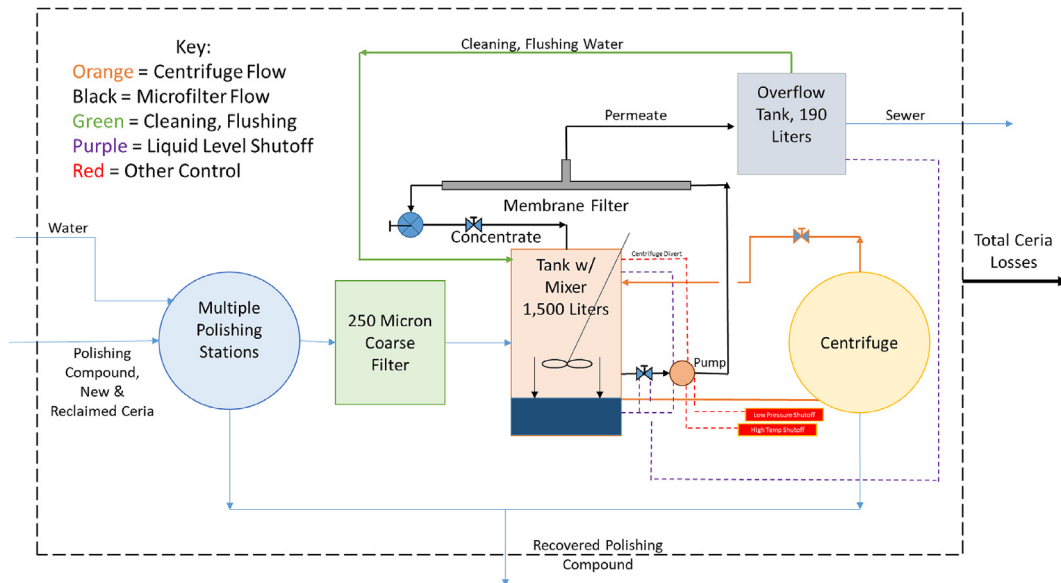 Key:
Orange = Centrifuge Flow
Black = Microfilter Flow
Green = Cleaning, Flushing
Purple = Liquid Level Shutoff
Red = Other Control
Cleaning, Flushing Water
Overflow
Tank, 190
Liters
Permeate
Sewer
Membrane Filter
Concentrate
Water
Centrifuge Divert
Tank w/
Mixer
1,500 Liters
Total Ceria
Losses
Multiple
Polishing
Stations
250 Micron
Coarse
Filter
Centrifuge
Pump
Polishing
Compound,
New &
Reclaimed Ceria
Low Pressure Shutoff
High Temp Shutoff
Recovered Polishing
Compound